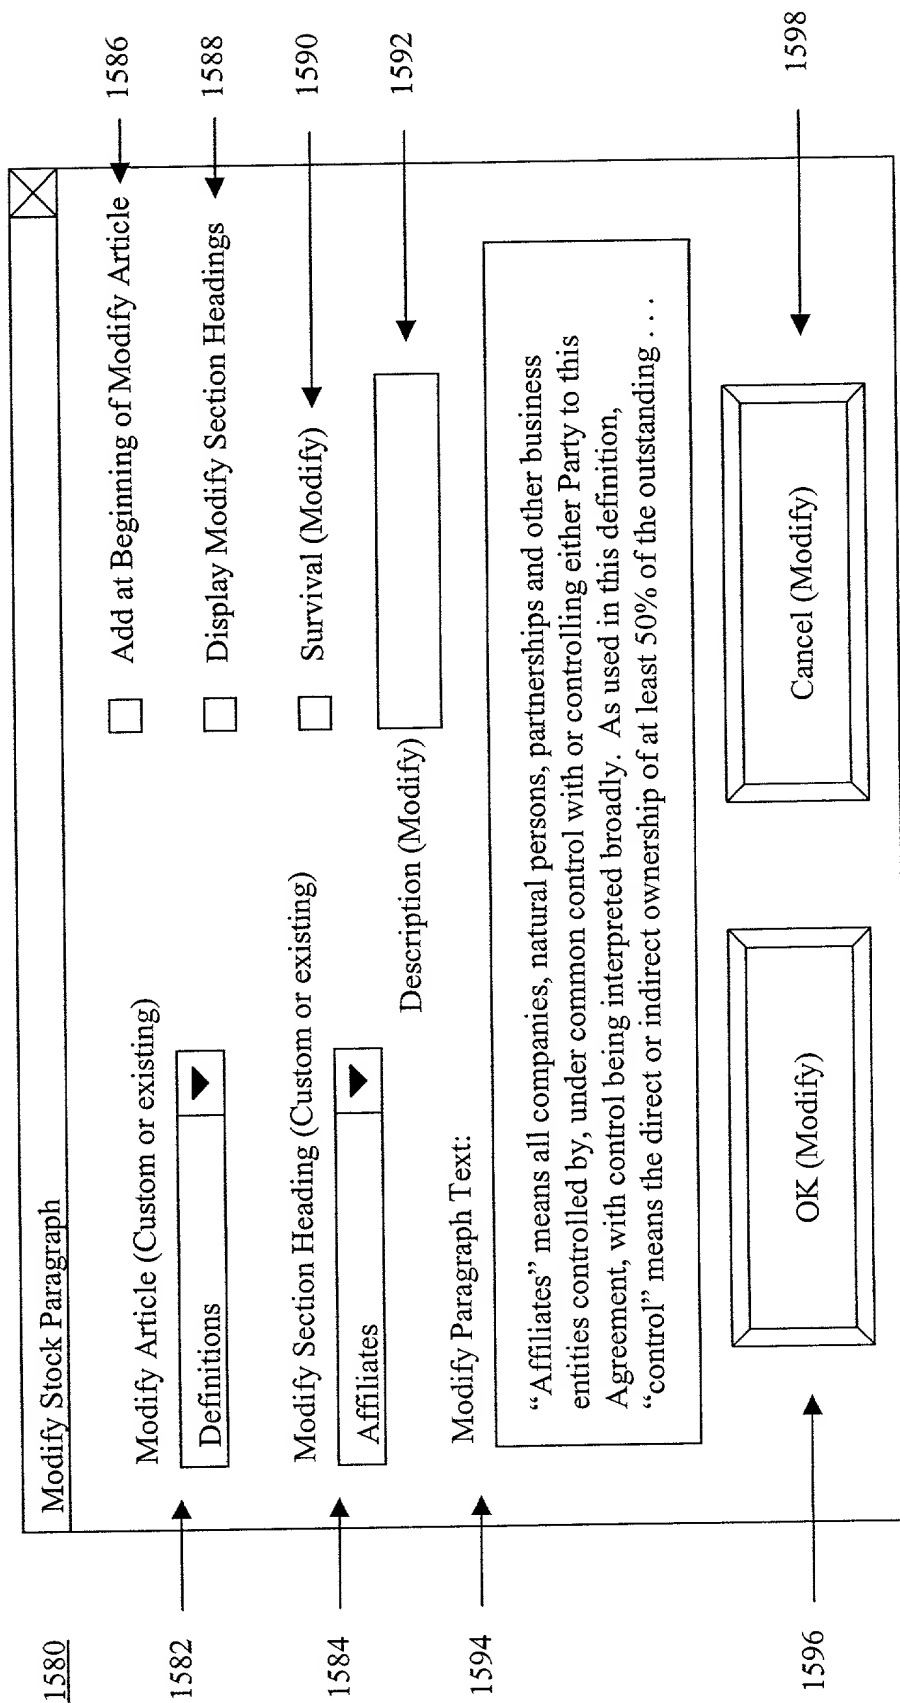 1580
Modify Stock Paragraph
Modify Article (Custom or existing)
1582
Definitions
Add at Beginning of Modify Article
1586
Display Modify Section Headings
1588
Modify Section Heading (Custom or existing)
1584
Affiliates
Survival (Modify)
1590
Description (Modify)
1592
Modify Paragraph Text:
1594
“Affiliates” means all companies, natural persons, partnerships and other business
entities controlled by, under common control with or controlling either Party to this
Agreement, with control being interpreted broadly. As used in this definition,
“control” means the direct or indirect ownership of at least 50% of the outstanding . . .
1596
OK (Modify)
Cancel (Modify)
1598